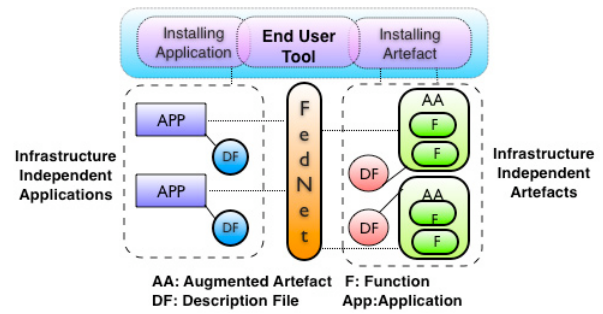 Installing
Application
End User
Tool
Installing
Artefact
Infrastructure
Independent
Applications
APP
DF
APP
DF
F
e
d
N
e
t
AA
F
F
DF
AA
F
F
DF
Infrastructure
Independent
Artefacts
AA: Augmented Artefact F: Function
DF: Description File App:Application